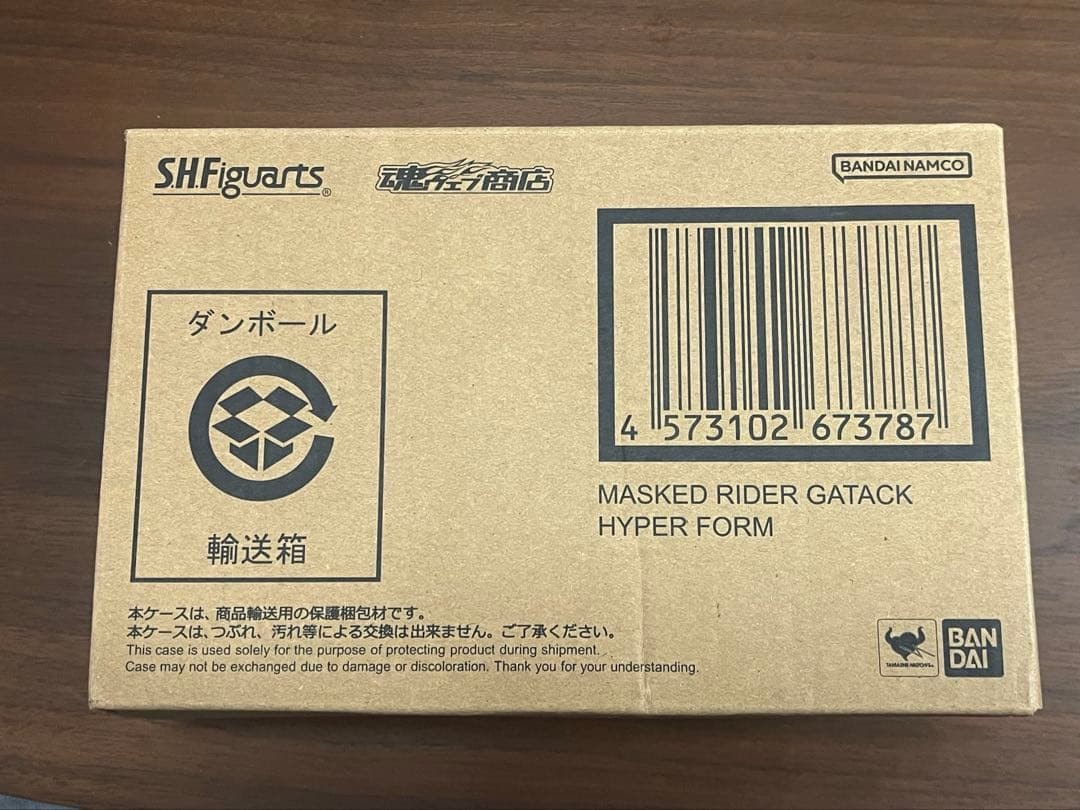 S.H.Figuarts®
魂ウェブ商店
BANDAI NAMCO
ダンボール
輸送箱
4 573102 673787
MASKED RIDER GATACK
HYPER FORM
本ケースは、商品輸送用の保護梱包材です。
本ケースは、つぶれ、汚れ等による交換は出来ません。ご了承ください。
This case is used solely for the purpose of protecting product during shipment.
Case may not be exchanged due to damage or discoloration. Thank you for your understanding.
TAMASHII NATIONS
BAN
DAI